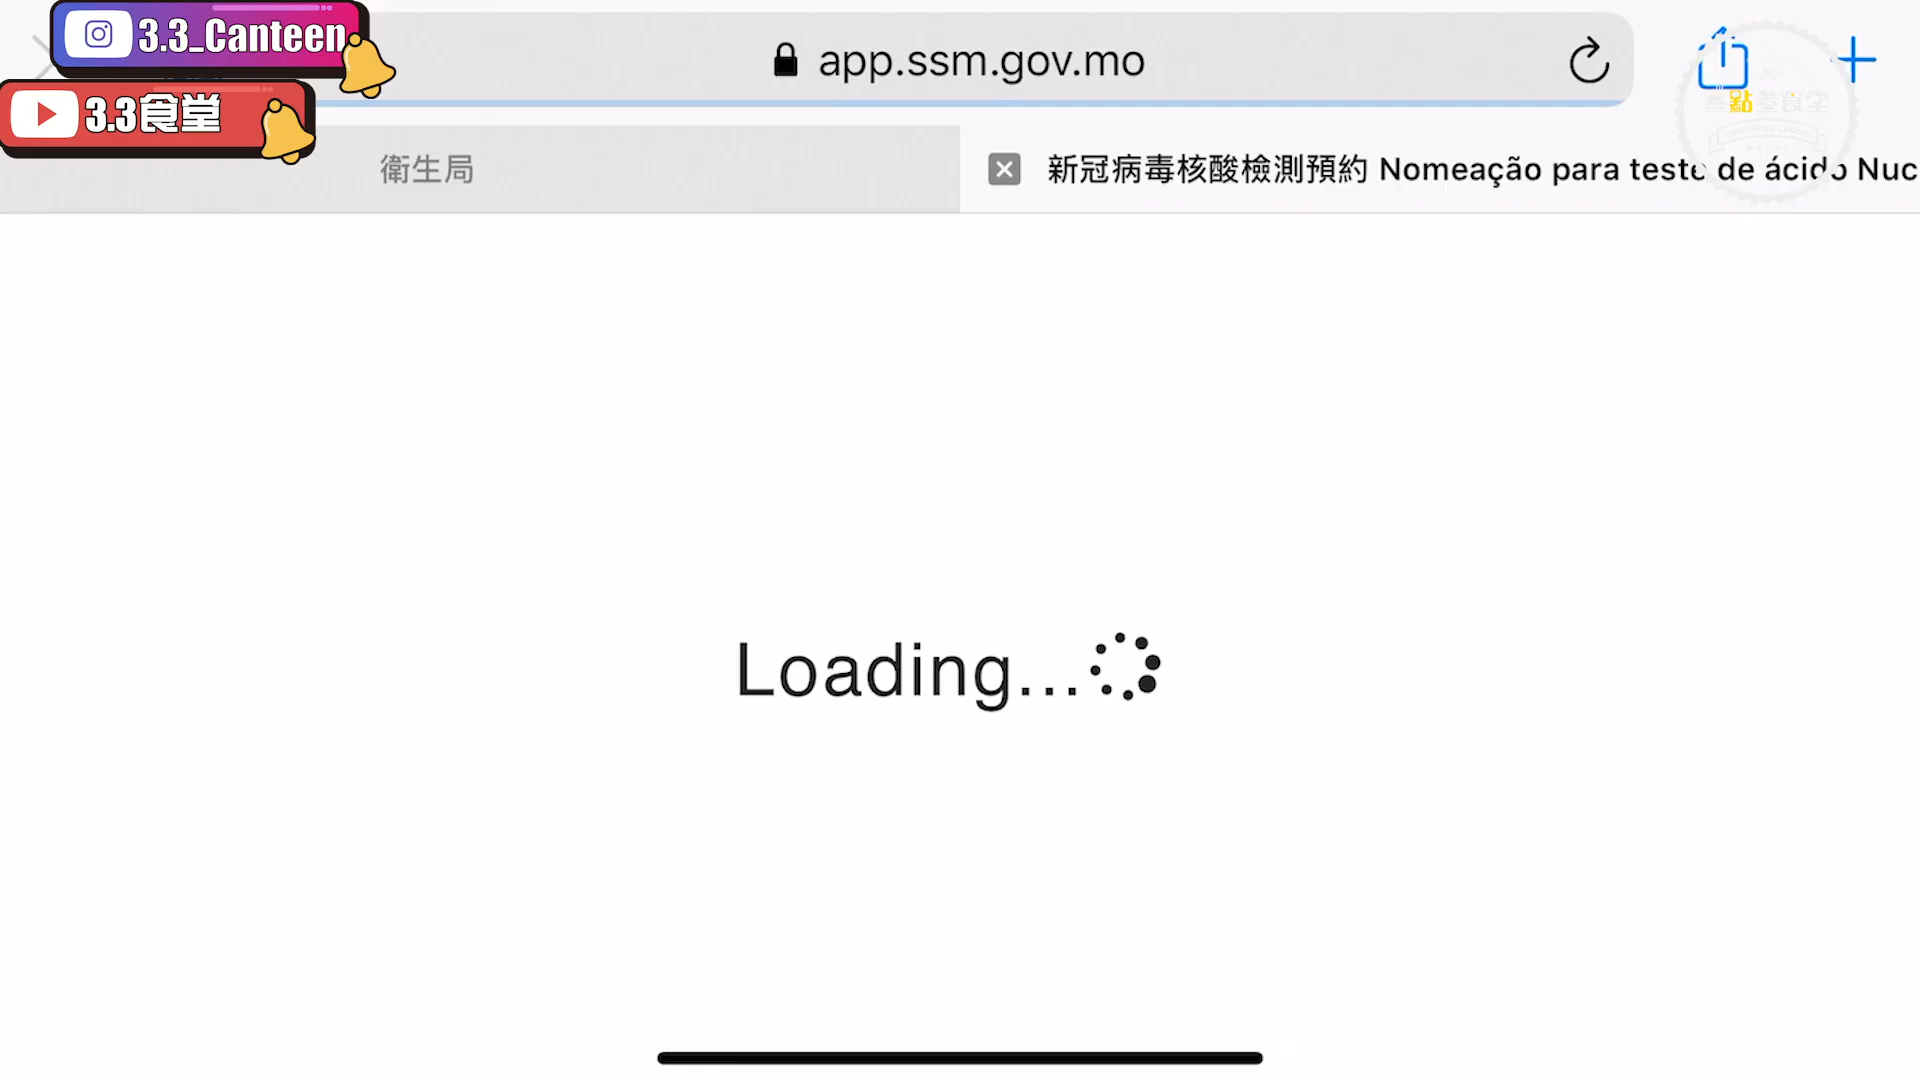 3.3_Canteen
app.ssm.gov.mo
3.3食堂
衛生局
新冠病毒核酸檢測預約 Nomeação para teste de ácido Nuc
Loading...